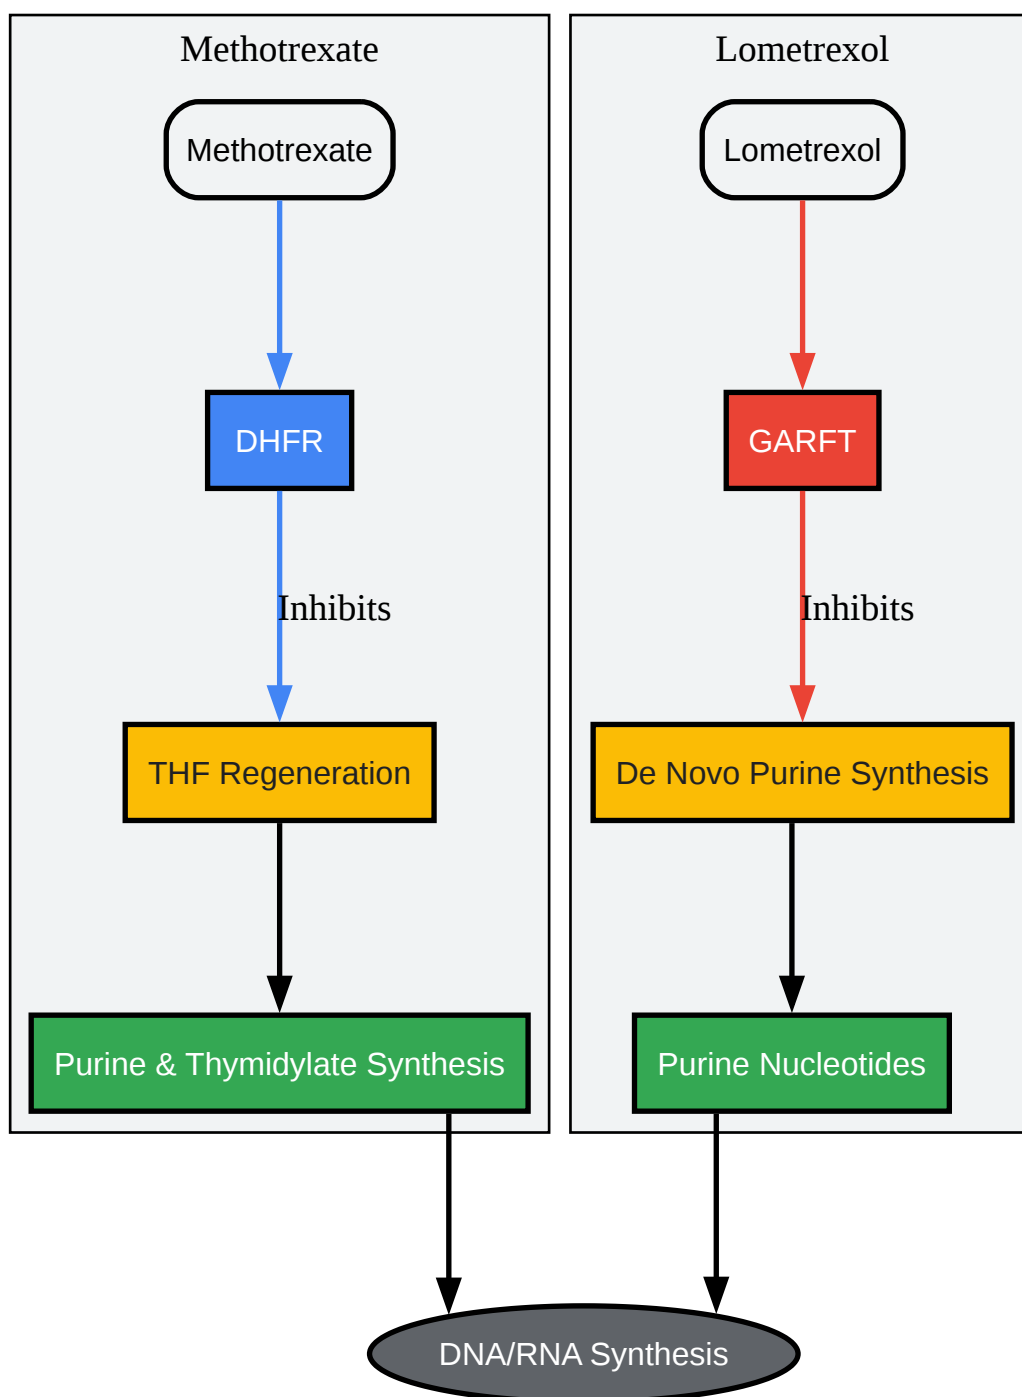 Methotrexate
Methotrexate
DHFR
Inhibits
THF Regeneration
Purine & Thymidylate Synthesis
Lometrexol
Lometrexol
GARFT
Inhibits
De Novo Purine Synthesis
Purine Nucleotides
DNA/RNA Synthesis